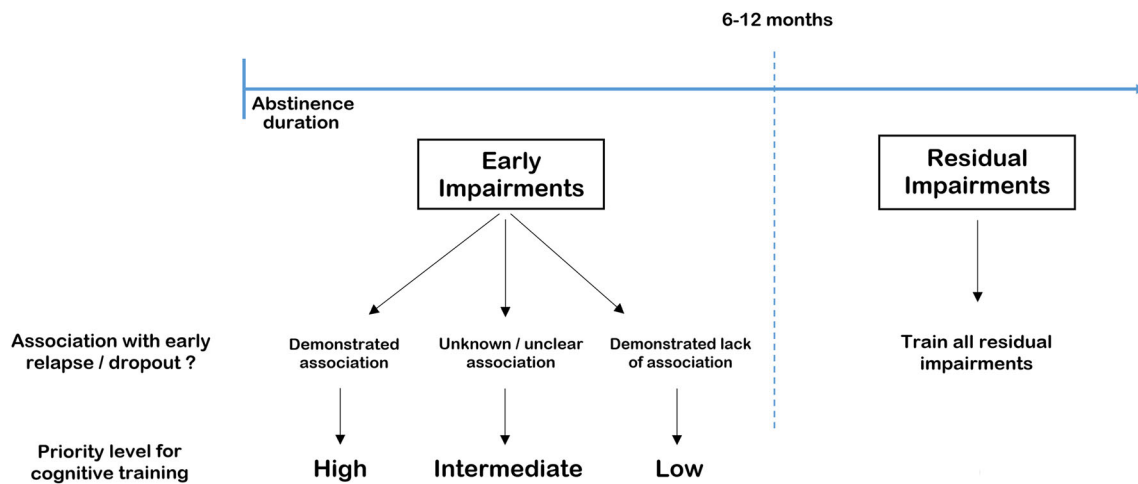 6-12 months
Abstinence
duration
Early
Impairments
Residual
Impairments
Association with early
relapse / dropout ?
Demonstrated
association
Unknown / unclear
association
Demonstrated lack
of association
Train all residual
impairments
Priority level for
cognitive training
High
Intermediate
Low